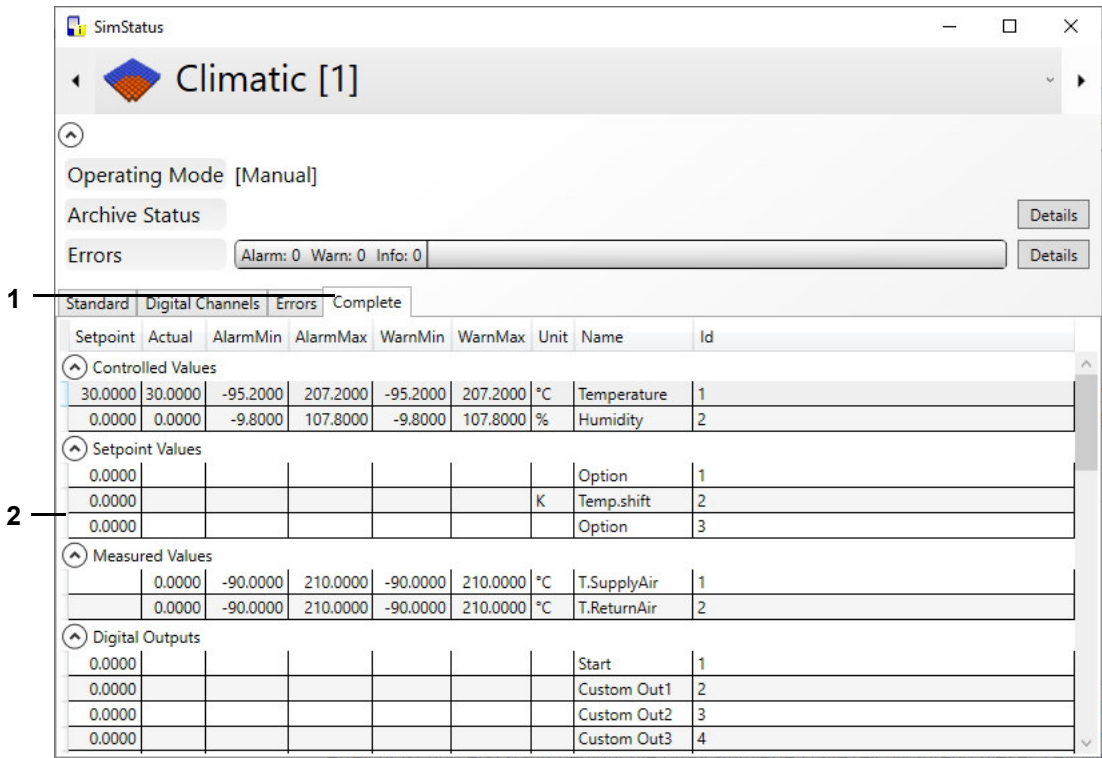 SimStatus
Climatic [1]
Operating Mode [Manual]
Archive Status Details
Errors Alarm: 0 Warn: 0 Info: 0 Details
1
Standard Digital Channels Errors Complete
Setpoint Actual AlarmMin AlarmMax WarnMin WarnMax Unit Name Id
Controlled Values
30.0000 30.0000 -95.2000 207.2000 -95.2000 207.2000 °C Temperature 1
0.0000 0.0000 -9.8000 107.8000 -9.8000 107.8000 % Humidity 2
Setpoint Values
0.0000 Option 1
2
0.0000 K Temp.shift 2
0.0000 Option 3
Measured Values
0.0000 -90.0000 210.0000 -90.0000 210.0000 °C T.SupplyAir 1
0.0000 -90.0000 210.0000 -90.0000 210.0000 °C T.ReturnAir 2
Digital Outputs
0.0000 Start 1
0.0000 Custom Out1 2
0.0000 Custom Out2 3
0.0000 Custom Out3 4